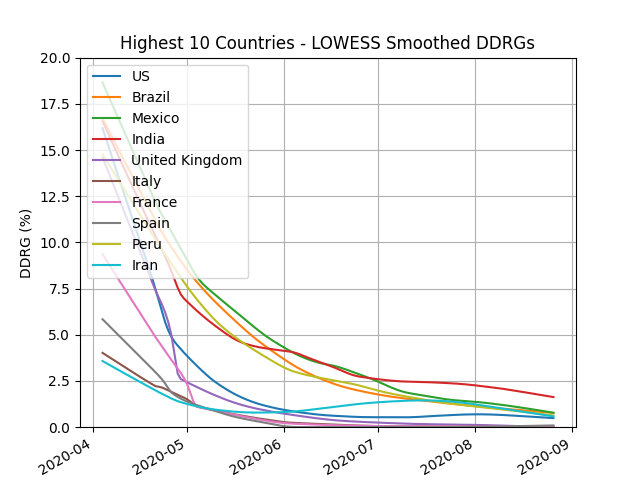 Highest 10 Countries - LOWESS Smoothed DDRGs
20.0
17.5
15.0
12.5
10.0
7.5
5.0
2.5
0.0
DDRG (%)
US
Brazil
Mexico
India
United Kingdom
Italy
France
Spain
Peru
Iran
2020-04
2020-05
2020-06
2020-07
2020-08
2020-09